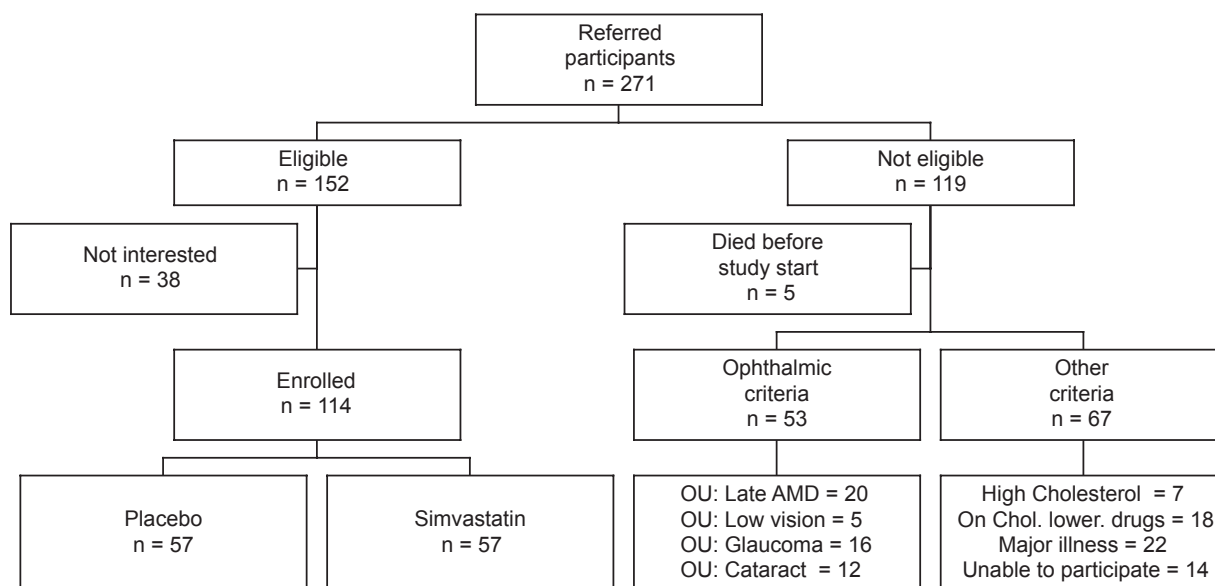 Referred
participants
n = 271
Eligible
n = 152
Not eligible
n = 119
Not interested
n = 38
Died before
study start
n = 5
Enrolled
n = 114
Ophthalmic
criteria
n = 53
Other
criteria
n = 67
Placebo
n = 57
Simvastatin
n = 57
OU: Late AMD = 20
OU: Low vision = 5
OU: Glaucoma = 16
OU: Cataract = 12
High Cholesterol = 7
On Chol. lower. drugs = 18
Major illness = 22
Unable to participate = 14